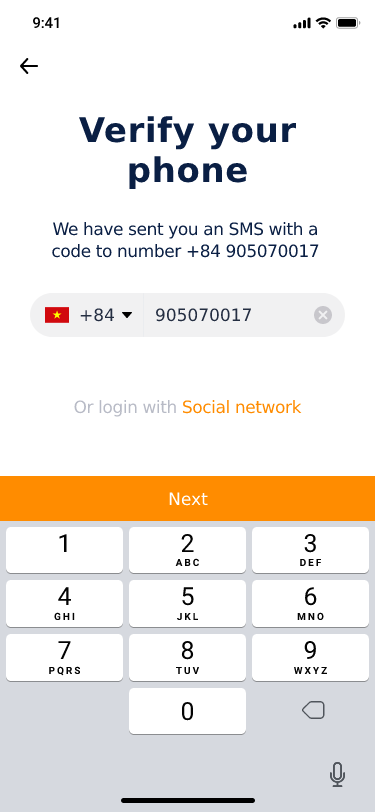 9:41
Verify your
phone
We have sent you an SMS with a
code to number +84 905070017
+84 905070017
Or login with Social network
Next
1 2 3
ABC DEF
4 5 6
GHI JKL MNO
7 8 9
PQRS TUV WXYZ
0